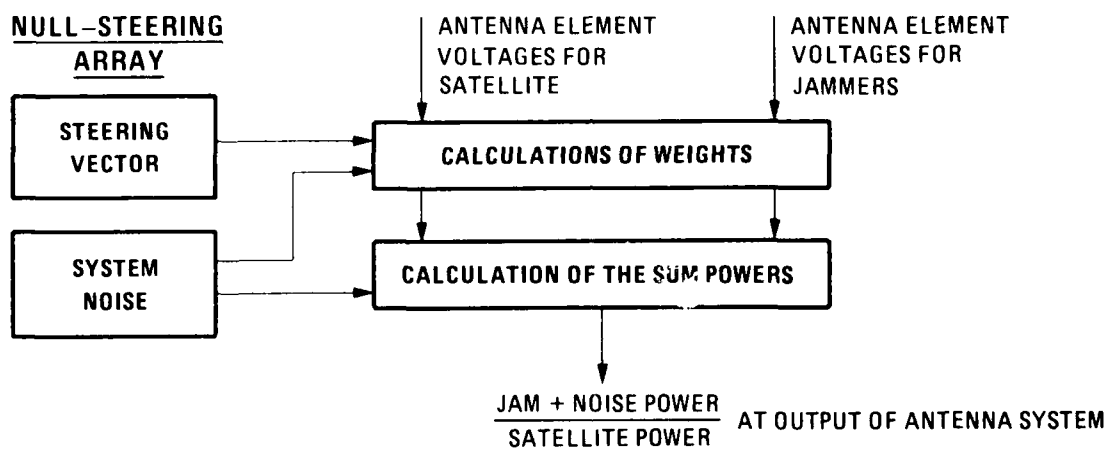 NULL–STEERING
ARRAY
ANTENNA ELEMENT
VOLTAGES FOR
SATELLITE
ANTENNA ELEMENT
VOLTAGES FOR
JAMMERS
STEERING
VECTOR
CALCULATIONS OF WEIGHTS
SYSTEM
NOISE
CALCULATION OF THE SUM POWERS
JAM + NOISE POWER
SATELLITE POWER
AT OUTPUT OF ANTENNA SYSTEM